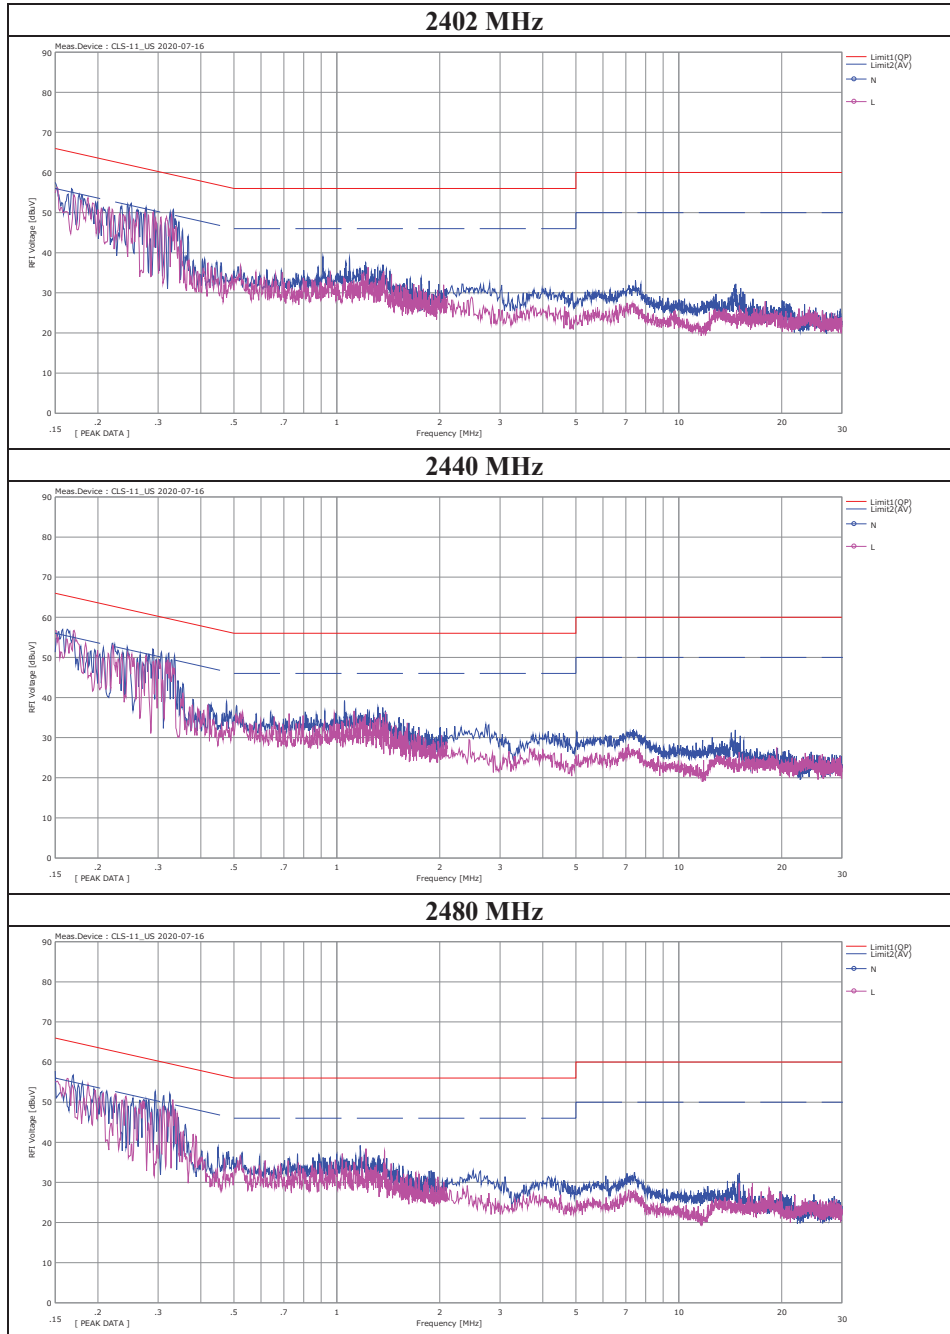 2402 MHz
Meas.Device : CLS-11_US 2020-07-16
Limit1(QP)
Limit2(AV)
N
L
RFI Voltage [dBuV]
90
80
70
60
50
40
30
20
10
0
.15 .2 .3 .5 .7 1 2 3 5 7 10 20 30
[ PEAK DATA ] Frequency [MHz]
2440 MHz
Meas.Device : CLS-11_US 2020-07-16
Limit1(QP)
Limit2(AV)
N
L
RFI Voltage [dBuV]
90
80
70
60
50
40
30
20
10
0
.15 .2 .3 .5 .7 1 2 3 5 7 10 20 30
[ PEAK DATA ] Frequency [MHz]
2480 MHz
Meas.Device : CLS-11_US 2020-07-16
Limit1(QP)
Limit2(AV)
N
L
RFI Voltage [dBuV]
90
80
70
60
50
40
30
20
10
0
.15 .2 .3 .5 .7 1 2 3 5 7 10 20 30
[ PEAK DATA ] Frequency [MHz]